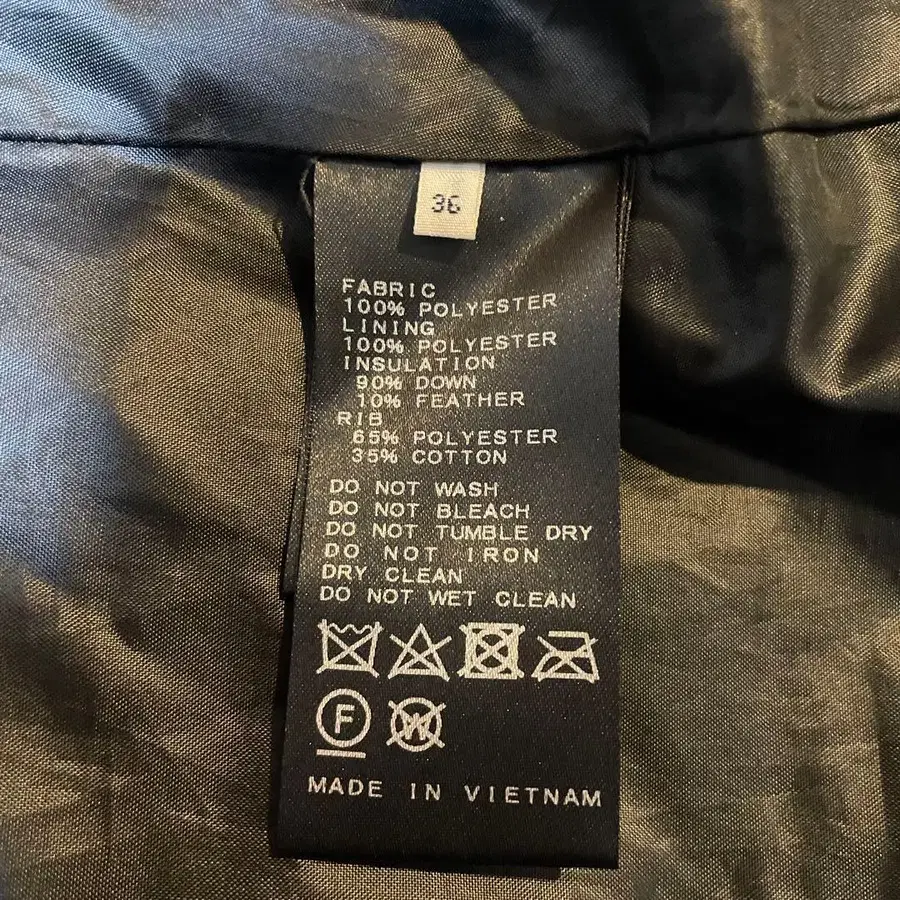 36
FABRIC
100% POLYESTER
LINING
100% POLYESTER
INSULATION
90% DOWN
10% FEATHER
RIB
65% POLYESTER
35% COTTON
DO NOT WASH
DO NOT BLEACH
DO NOT TUMBLE DRY
DO NOT IRON
DRY CLEAN
DO NOT WET CLEAN
F W
MADE IN VIETNAM